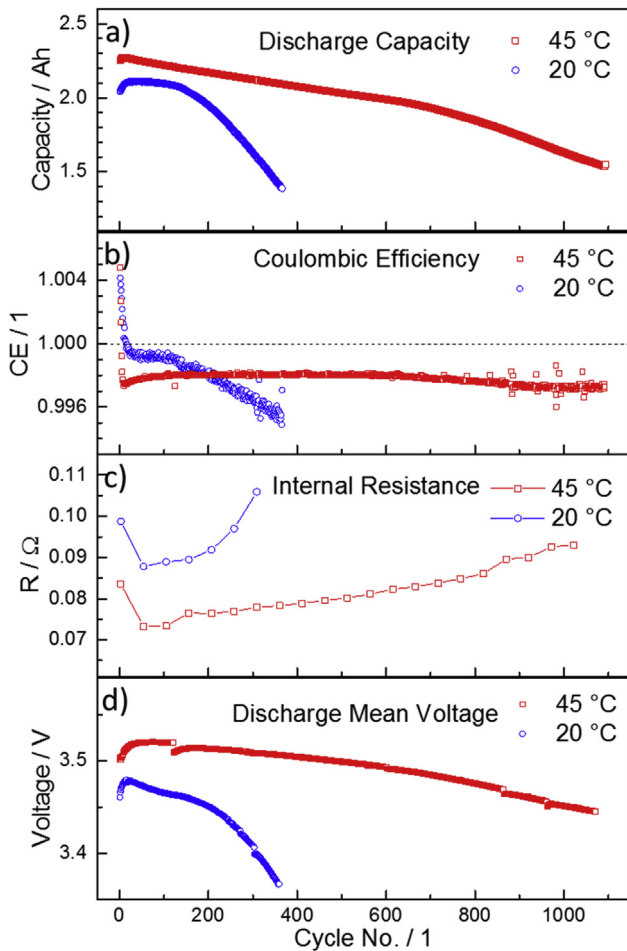 a) Discharge Capacity
45 °C
20 °C
Capacity / Ah
2.5
2.0
1.5
b) Coulombic Efficiency
45 °C
20 °C
CE / 1
1.004
1.000
0.996
c) Internal Resistance
45 °C
20 °C
R / Ω
0.11
0.10
0.09
0.08
0.07
d) Discharge Mean Voltage
45 °C
20 °C
Voltage / V
3.5
3.4
0 200 400 600 800 1000
Cycle No. / 1